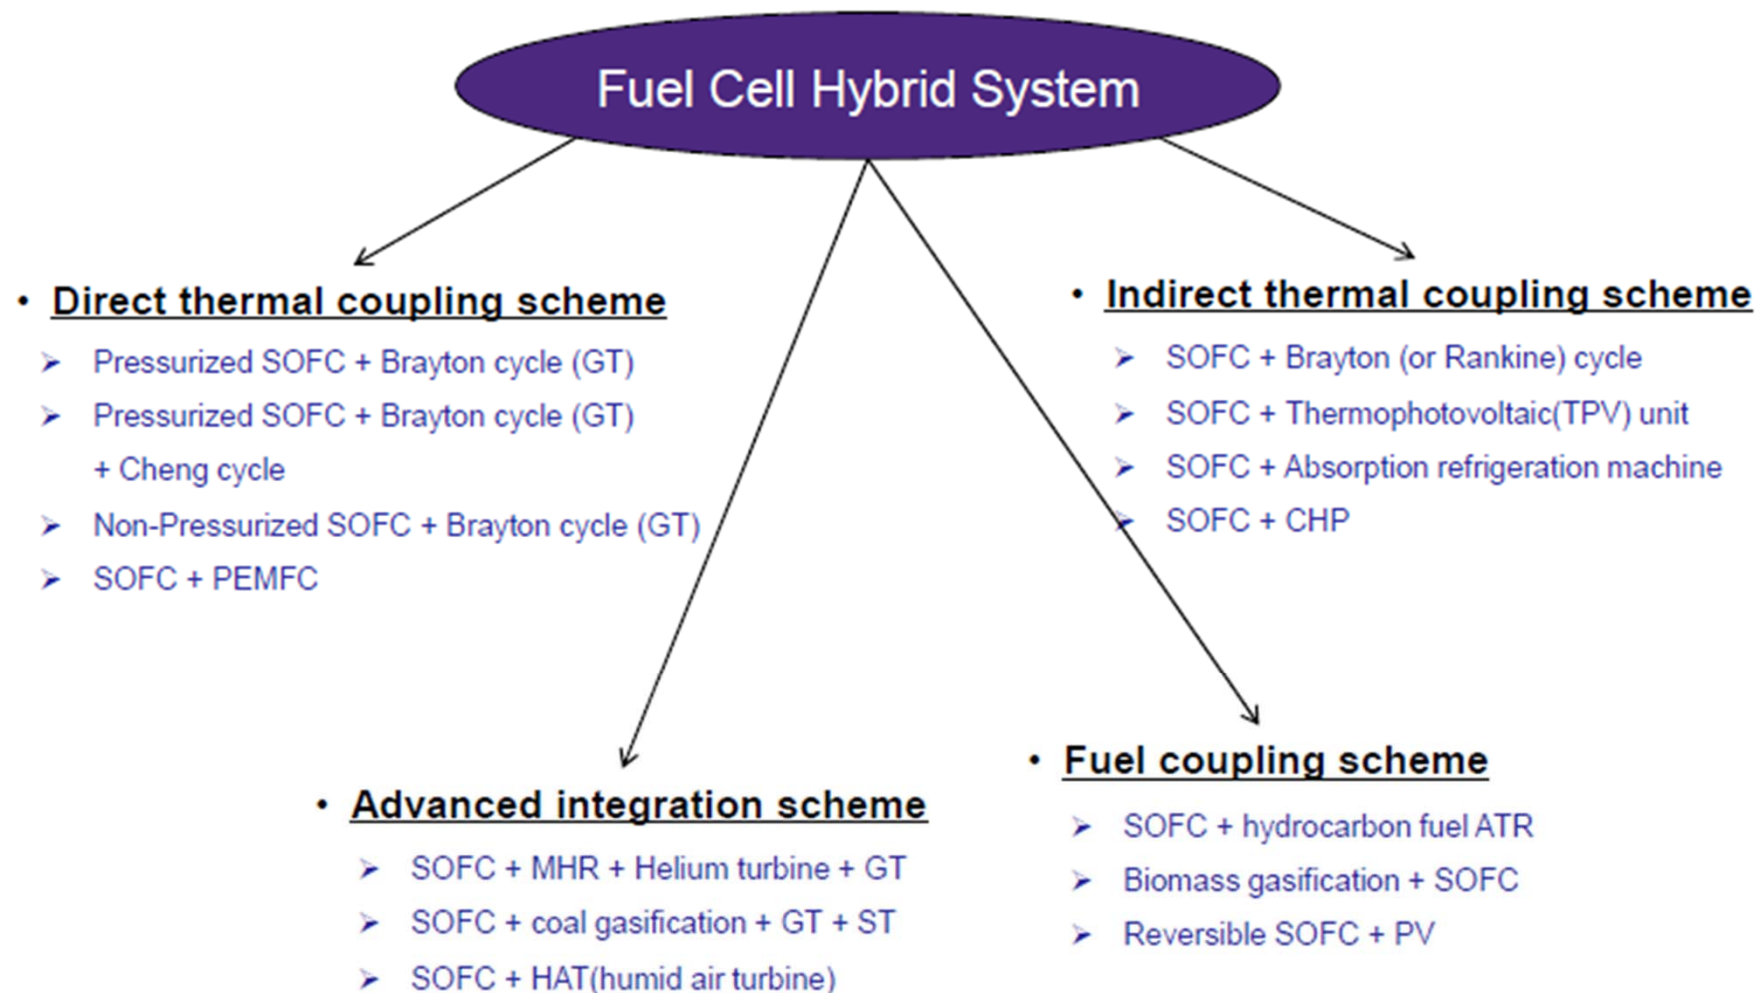 Fuel Cell Hybrid System
• Direct thermal coupling scheme
➢ Pressurized SOFC + Brayton cycle (GT)
➢ Pressurized SOFC + Brayton cycle (GT)
+ Cheng cycle
➢ Non-Pressurized SOFC + Brayton cycle (GT)
➢ SOFC + PEMFC
• Indirect thermal coupling scheme
➢ SOFC + Brayton (or Rankine) cycle
➢ SOFC + Thermophotovoltaic(TPV) unit
➢ SOFC + Absorption refrigeration machine
➢ SOFC + CHP
• Advanced integration scheme
➢ SOFC + MHR + Helium turbine + GT
➢ SOFC + coal gasification + GT + ST
➢ SOFC + HAT(humid air turbine)
• Fuel coupling scheme
➢ SOFC + hydrocarbon fuel ATR
➢ Biomass gasification + SOFC
➢ Reversible SOFC + PV